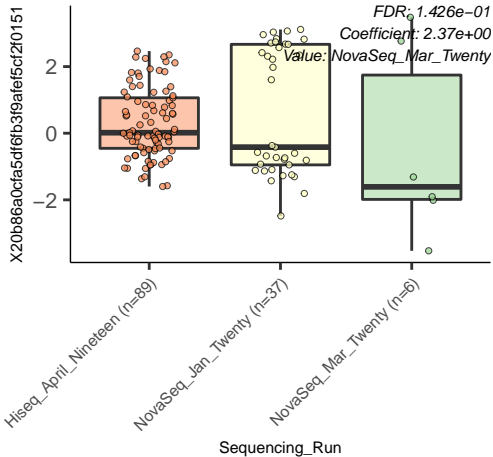 FDR: 1.426e−01
Coefficient: 2.37e+00
Value: NovaSeq_Mar_Twenty
X20b86a0cfa5df6fb3f9afef5cf2f0151
2
0
−2
Hiseq_April_Nineteen (n=89)
NovaSeq_Jan_Twenty (n=37)
NovaSeq_Mar_Twenty (n=6)
Sequencing_Run